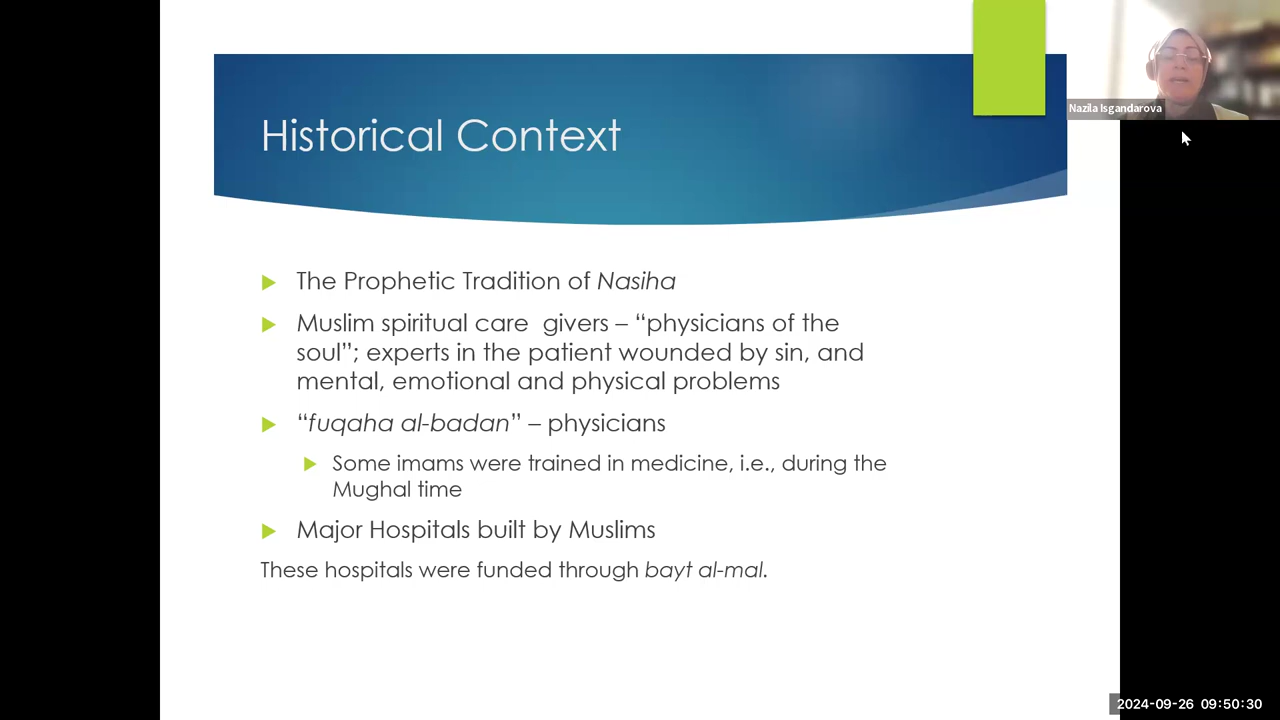 Historical Context
Nazila Isgandarova
The Prophetic Tradition of Nasiha
Muslim spiritual care  givers – “physicians of the
soul”; experts in the patient wounded by sin, and
mental, emotional and physical problems
“fuqaha al-badan” – physicians
Some imams were trained in medicine, i.e., during the
Mughal time
Major Hospitals built by Muslims
These hospitals were funded through bayt al-mal.
2024-09-26 09:50:30